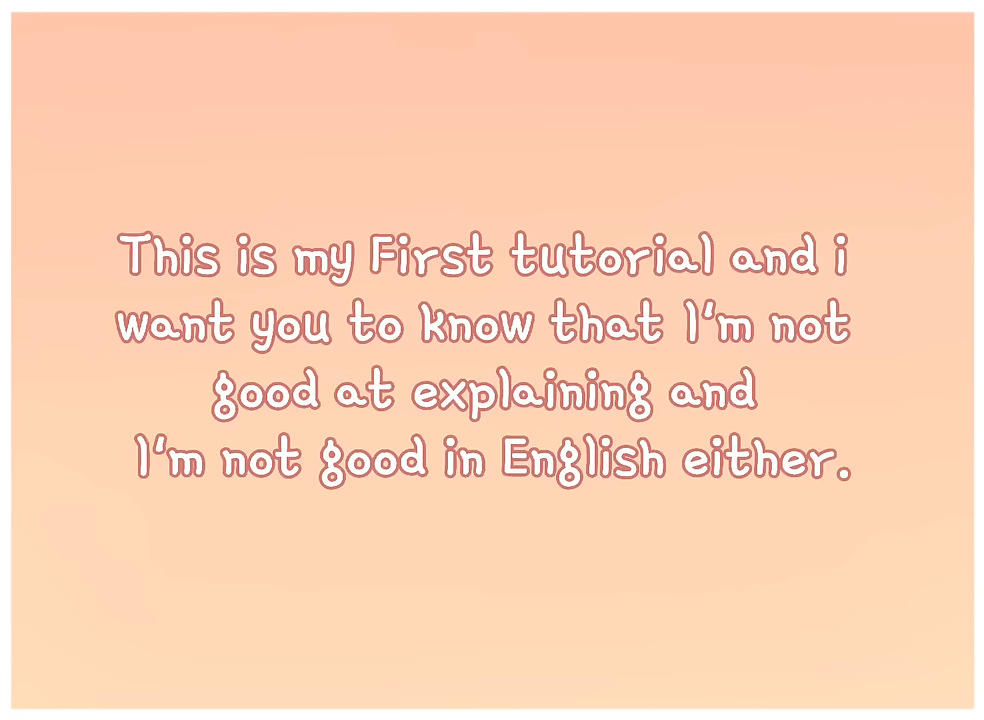 This is my First tutorial and i
want you to know that I'm not
good at explaining and
I'm not good in English either.